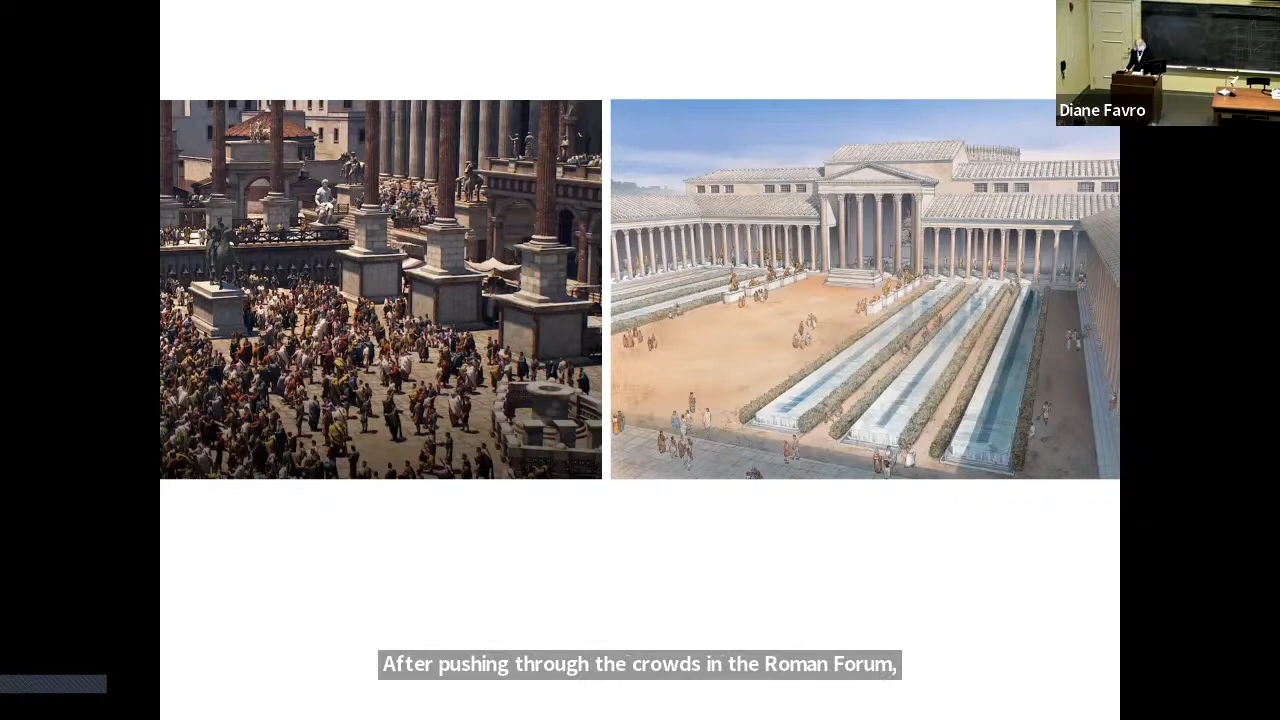 Diane Favro
After pushing through the crowds in the Roman Forum,